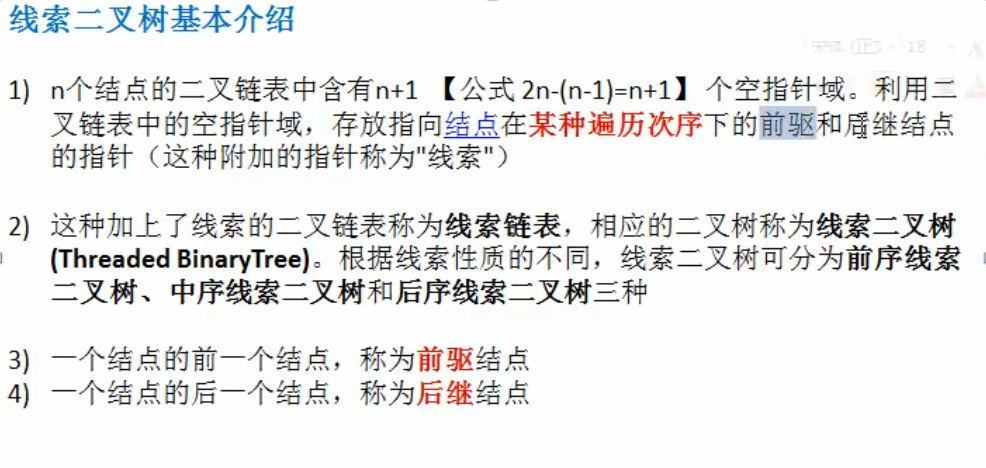 线索二叉树基本介绍
宋体 (正) 18 A
1) n个结点的二叉链表中含有n+1 【公式 2n-(n-1)=n+1】 个空指针域。利用二
叉链表中的空指针域，存放指向结点在某种遍历次序下的前驱和后继结点
的指针（这种附加的指针称为"线索"）
2) 这种加上了线索的二叉链表称为线索链表，相应的二叉树称为线索二叉树
(Threaded BinaryTree)。根据线索性质的不同，线索二叉树可分为前序线索
二叉树、中序线索二叉树和后序线索二叉树三种
3) 一个结点的前一个结点，称为前驱结点
4) 一个结点的后一个结点，称为后继结点